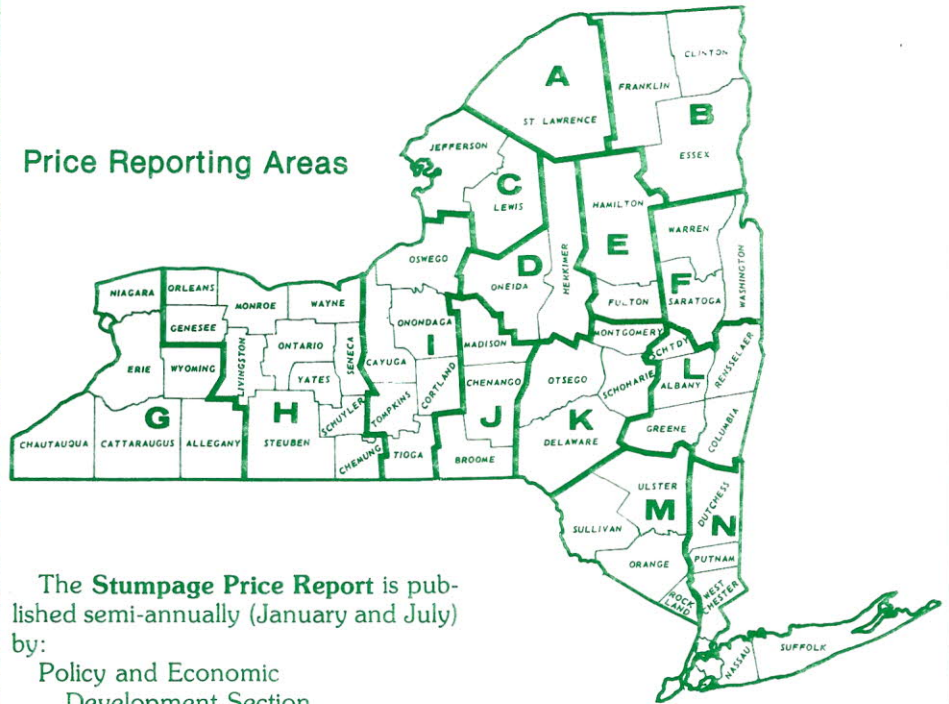 Price Reporting Areas
CLINTON
FRANKLIN
A
B
ST LAWRENCE
ESSEX
JEFFERSON
C
LEWIS
HAMILTON
E
WARREN
OSWEGO
D
ONEIDA
HERKIMER
F
SARATOGA
WASHINGTON
FULTON
NIAGARA
ORLEANS
MONROE
WAYNE
GENESEE
ONONDAGA
MADISON
MONTGOMERY
SCHTDY
ERIE
WYOMING
LIVINGSTON
ONTARIO
SENECA
CAYUGA
I
YATES
CORTLAND
CHENANGO
OTSEGO
SCHOHARIE
L
ALBANY
RENSSELAER
G
H
SCHUYLER
TOMPKINS
J
K
GREENE
COLUMBIA
CHAUTAUQUA
CATTARAUGUS
ALLEGANY
STEUBEN
CHEMUNG
TIOGA
BROOME
DELAWARE
ULSTER
M
DUTCHESS
N
SULLIVAN
ORANGE
PUTNAM
ROCK
LAND
WEST
CHESTER
NASSAU
SUFFOLK
The Stumpage Price Report is pub-
lished semi-annually (January and July)
by:
Policy and Economic
Development Section